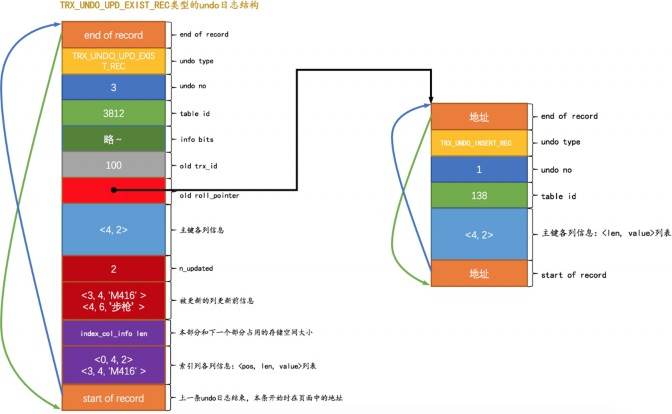 TRX_UNDO_UPD_EXIST_REC类型的undo日志结构
end of record
end of record
TRX_UNDO_UPD_EXIS
T_REC
undo type
3
undo no
3812
table id
略~
info bits
100
old trx_id
old roll_pointer
<4, 2>
主键各列信息
2
n_updated
<3, 4, 'M416' >
<4, 6, '步枪' >
被更新的列更新前信息
index_col_info len
本部分和下一个部分占用的存储空间大小
<0, 4, 2>
<3, 4, 'M416' >
索引列各列信息：<pos, len, value>列表
start of record
上一条undo日志结束，本条开始时在页面中的地址
地址
end of record
TRX_UNDO_INSERT_REC
undo type
1
undo no
138
table id
<4, 2>
主键各列信息：<len, value>列表
地址
start of record